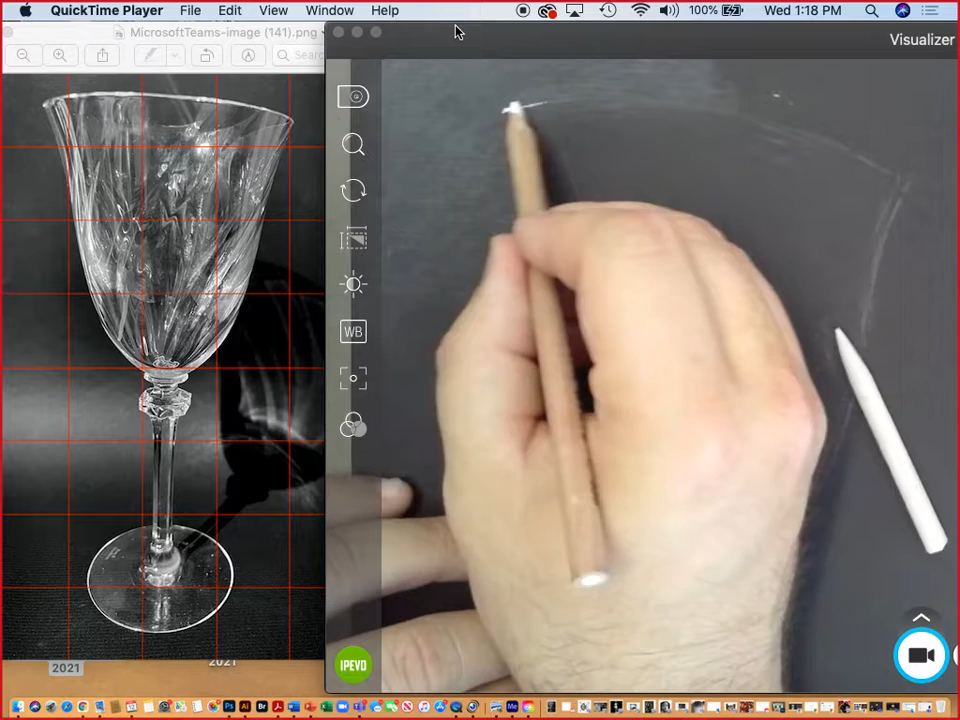 QuickTime Player File Edit View Window Help 100% Wed 1:18 PM
MicrosoftTeams-image (141).png
Visualizer
Search
WB
IPEVO
2021
2021